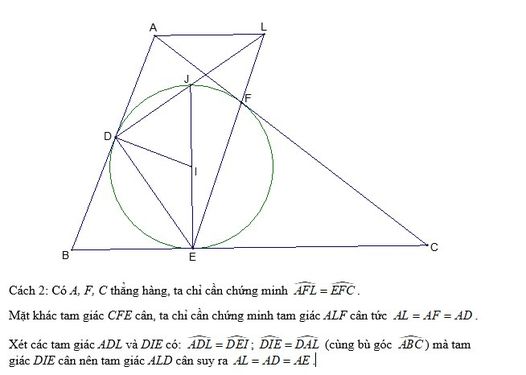 A
L
J
F
D
I
B
E
C
Cách 2: Có A, F, C thẳng hàng, ta chỉ cần chứng minh $\widehat{AFL} = \widehat{EFC}$ .
Mặt khác tam giác CFE cân, ta chỉ cần chứng minh tam giác ALF cân tức AL = AF = AD .
Xét các tam giác ADL và DIE có: $\widehat{ADL} = \widehat{DEI}$ ; $\widehat{DIE} = \widehat{DAL}$ (cùng bù góc $\widehat{ABC}$ ) mà tam
giác DIE cân nên tam giác ALD cân suy ra AL = AD = AE .